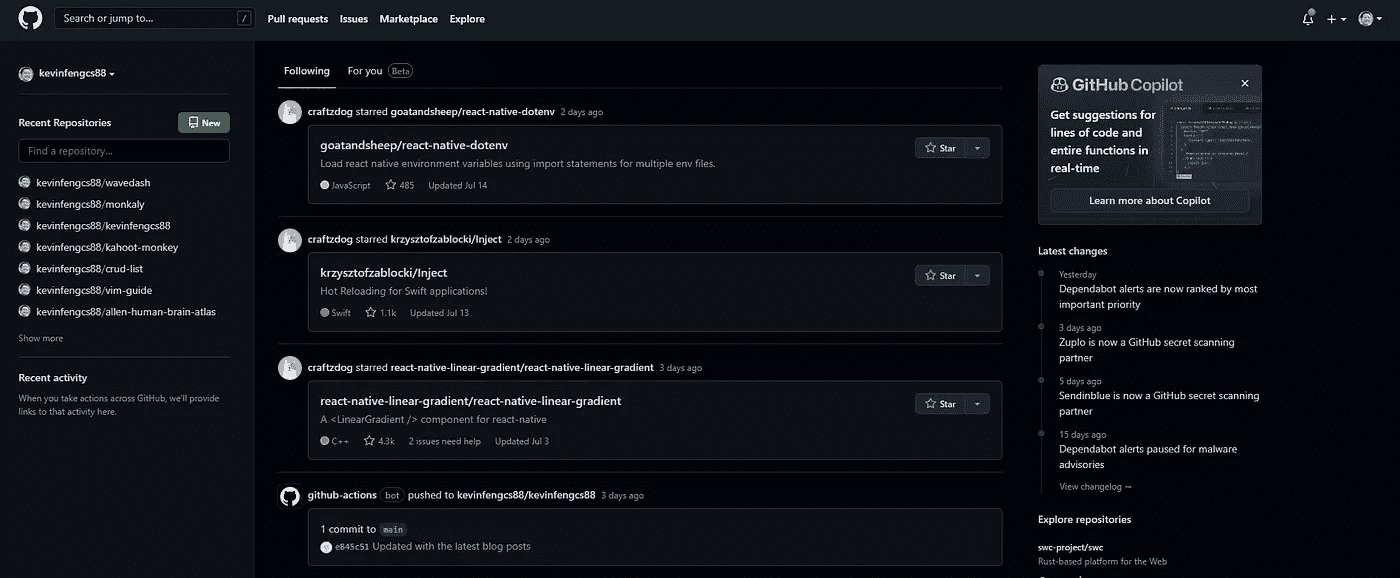 Search or jump to...
/
Pull requests
Issues
Marketplace
Explore
kevinfengcs88
Recent Repositories
New
Find a repository...
kevinfengcs88/wavedash
kevinfengcs88/monkaly
kevinfengcs88/kevinfengcs88
kevinfengcs88/kahoot-monkey
kevinfengcs88/crud-list
kevinfengcs88/vim-guide
kevinfengcs88/allen-human-brain-atlas
Show more
Recent activity
When you take actions across GitHub, we'll provide
links to that activity here.
Following
For you Beta
craftzdog starred goatandsheep/react-native-dotenv 2 days ago
goatandsheep/react-native-dotenv
Star
Load react native environment variables using import statements for multiple env files.
JavaScript 485 Updated Jul 14
craftzdog starred krzysztofzablocki/Inject 2 days ago
krzysztofzablocki/Inject
Star
Hot Reloading for Swift applications!
Swift 1.1k Updated Jul 13
craftzdog starred react-native-linear-gradient/react-native-linear-gradient 3 days ago
react-native-linear-gradient/react-native-linear-gradient
Star
A <LinearGradient /> component for react-native
C++ 4.3k 2 issues need help Updated Jul 3
github-actions bot pushed to kevinfengcs88/kevinfengcs88 3 days ago
1 commit to main
e845c51 Updated with the latest blog posts
GitHub Copilot
Get suggestions for
lines of code and
entire functions in
real-time
Learn more about Copilot
Latest changes
Yesterday
Dependabot alerts are now ranked by most
important priority
3 days ago
Zuplo is now a GitHub secret scanning
partner
5 days ago
Sendinblue is now a GitHub secret scanning
partner
15 days ago
Dependabot alerts paused for malware
advisories
View changelog →
Explore repositories
swc-project/swc
Rust-based platform for the Web